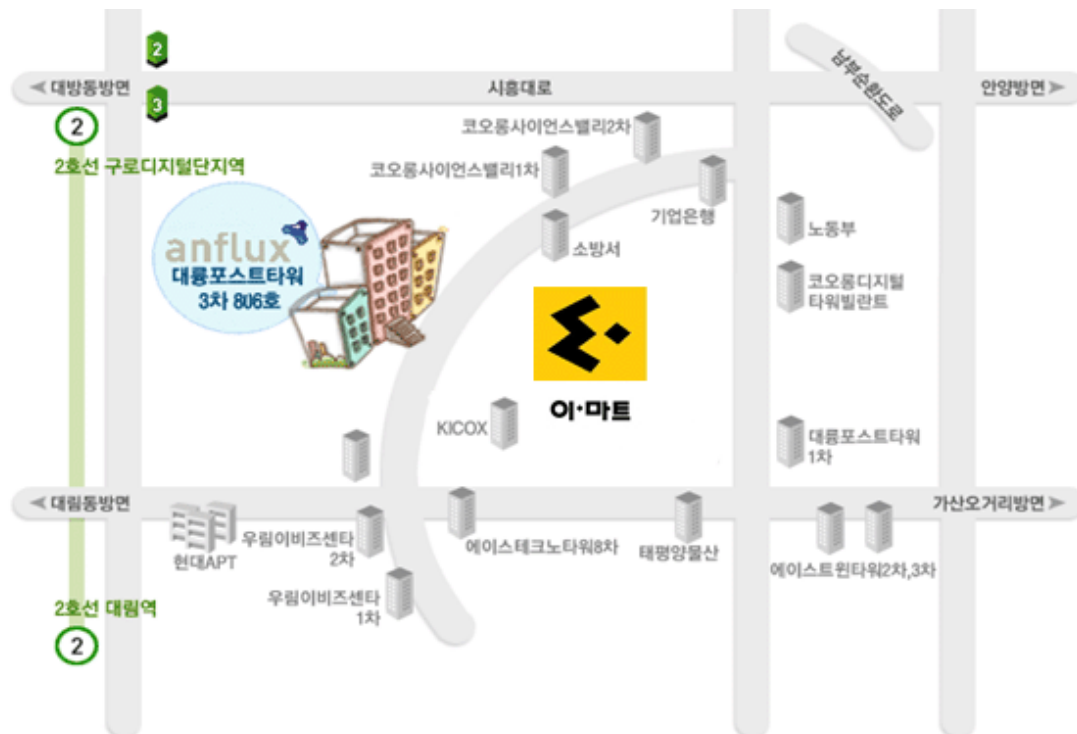 2
3
대방동방면
시흥대로
남부순환도로
안양방면
2
2호선 구로디지털단지역
코오롱사이언스밸리2차
코오롱사이언스밸리1차
기업은행
소방서
노동부
anflux
대륭포스트타워
3차 806호
코오롱디지털
타워빌란트
이·마트
KICOX
대륭포스트타워
1차
대림동방면
가산오거리방면
현대APT
우림이비즈센타
2차
에이스테크노타워8차
태평양물산
에이스트윈타워2차,3차
우림이비즈센타
1차
2호선 대림역
2